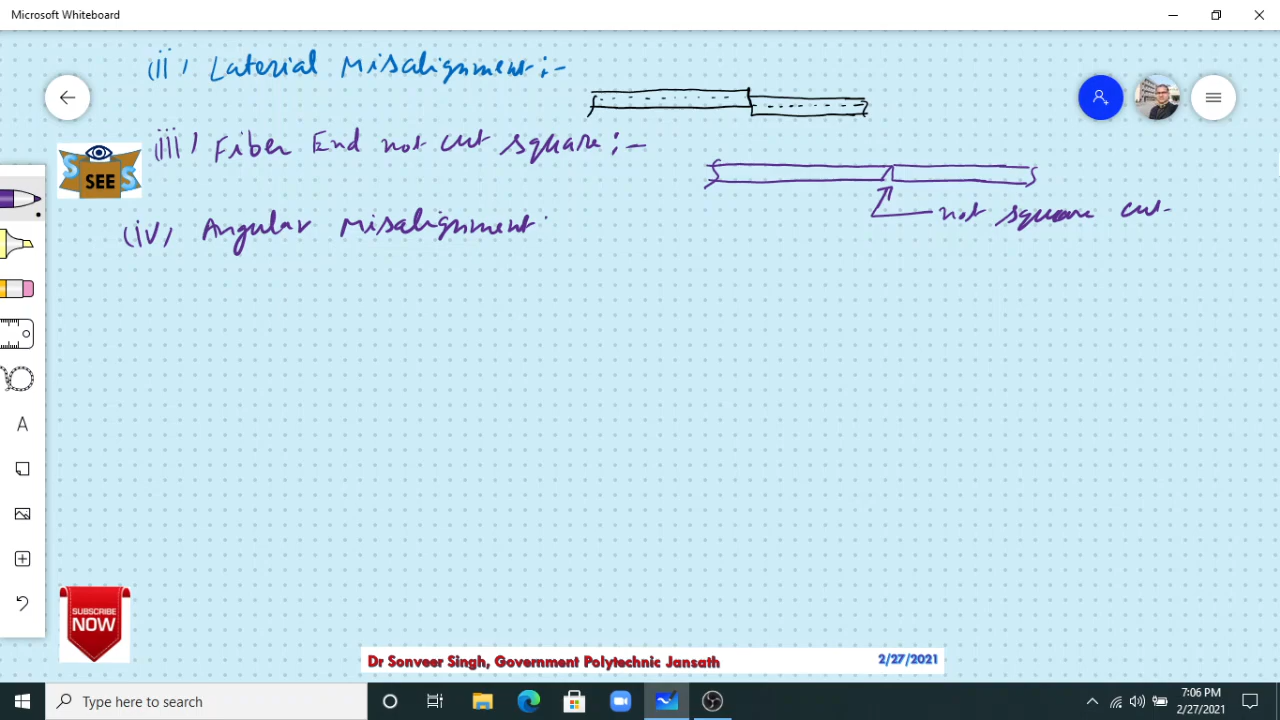 Microsoft Whiteboard
(ii) Laterial Misalignment :-
(iii) Fiber End not cut square :-
S SEE S
not square cut
(iv) Angular Misalignment
A
SUBSCRIBE
NOW
Dr Sonveer Singh, Government Polytechnic Jansath
2/27/2021
Type here to search
7:06 PM
2/27/2021